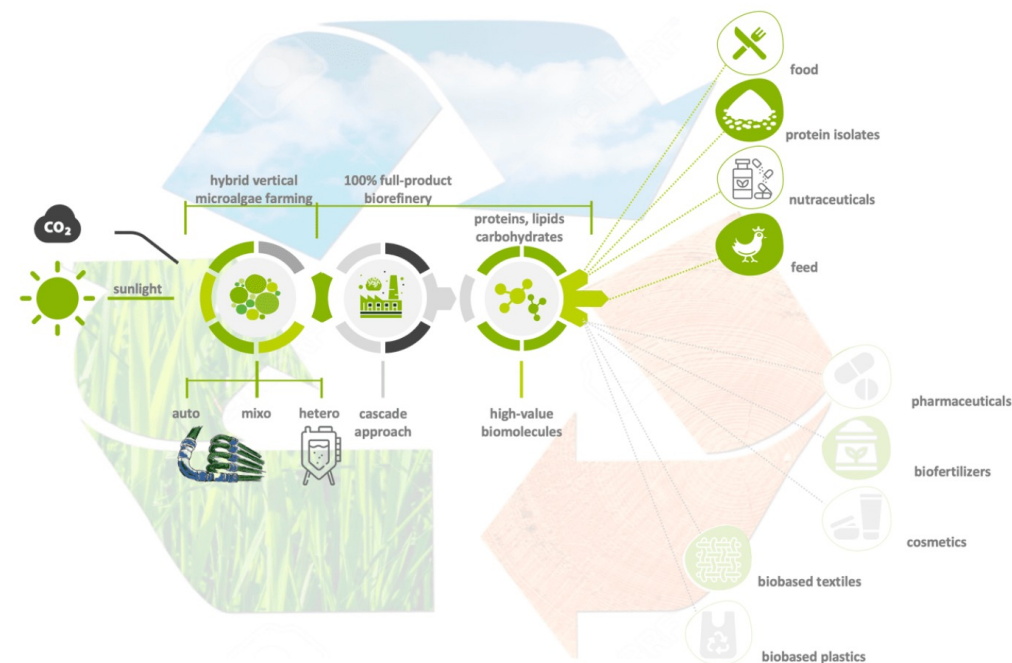 food
protein isolates
hybrid vertical
microalgae farming
100% full-product
biorefinery
nutraceuticals
proteins, lipids
carbohydrates
CO₂
feed
sunlight
auto
mixo
hetero
cascade
approach
high-value
biomolecules
pharmaceuticals
biofertilizers
cosmetics
biobased textiles
biobased plastics